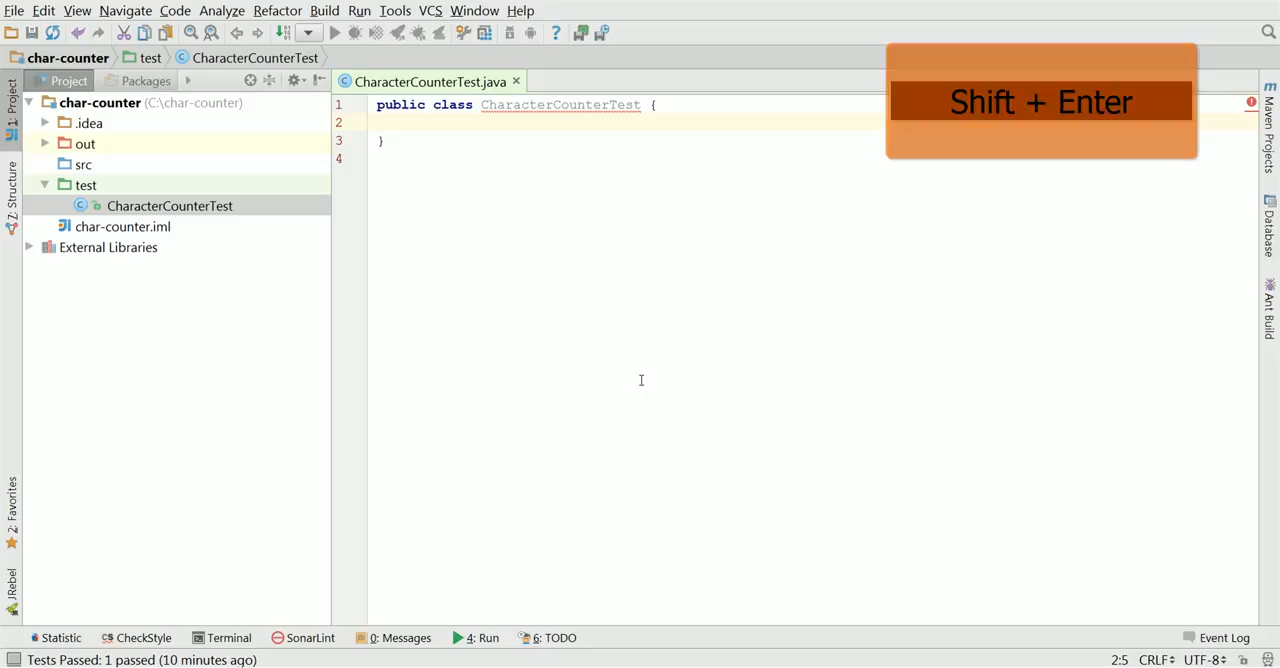 File Edit View Navigate Code Analyze Refactor Build Run Tools VCS Window Help
char-counter test CharacterCounterTest
Project Packages
CharacterCounterTest.java
Shift + Enter
1: Project
Z: Structure
2: Favorites
JRebel
char-counter (C:\char-counter)
.idea
out
src
test
CharacterCounterTest
char-counter.iml
External Libraries
1 public class CharacterCounterTest {
2
3 }
4
Maven Projects
Database
Ant Build
Statistic CheckStyle Terminal SonarLint 0: Messages 4: Run 6: TODO Event Log
Tests Passed: 1 passed (10 minutes ago) 2:5 CRLF UTF-8